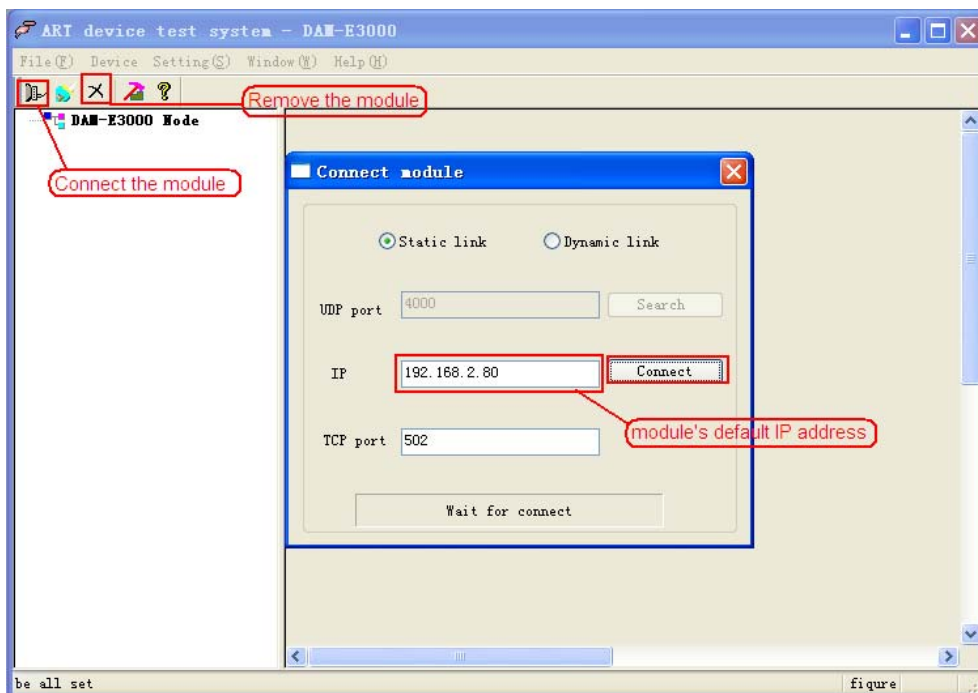 ART device test system - DAM-E3000
File(F) Device Setting(S) Window(W) Help(H)
Remove the module
DAM-E3000 Node
Connect the module
Connect module
Static link Dynamic link
UDP port 4000 Search
IP 192.168.2.80 Connect
module's default IP address
TCP port 502
Wait for connect
be all set fiqure